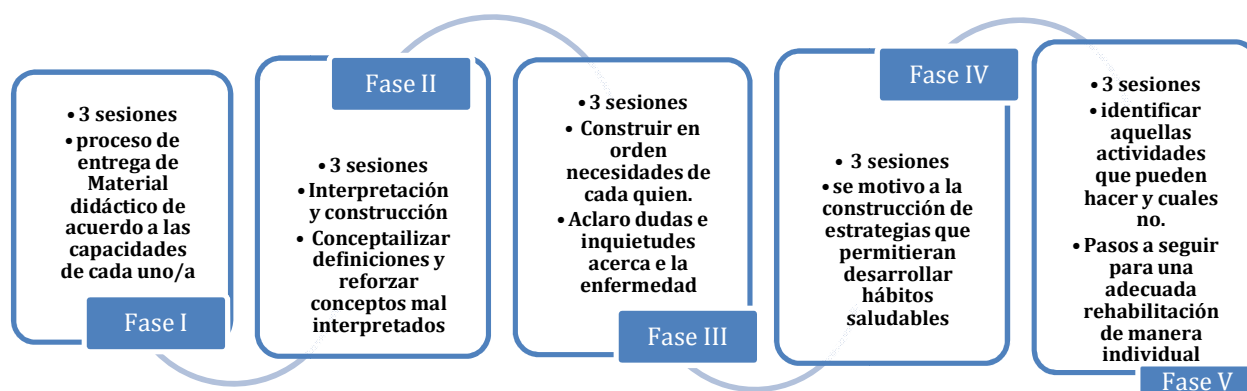 • 3 sesiones
• proceso de
entrega de
Material
didáctico de
acuerdo a las
capacidades
de cada uno/a
Fase I
Fase II
• 3 sesiones
• Interpretación
y construcción
• Conceptailizar
definiciones y
reforzar
conceptos mal
interpretados
• 3 sesiones
• Construir en
orden
necesidades de
cada quien.
• Aclaro dudas e
inquietudes
acerca e la
enfermedad
Fase III
Fase IV
• 3 sesiones
• se motivo a la
construcción de
estrategias que
permitieran
desarrollar
hábitos
saludables
• 3 sesiones
• identificar
aquellas
actividades
que pueden
hacer y cuales
no.
• Pasos a seguir
para una
adecuada
rehabilitación
de manera
individual
Fase V